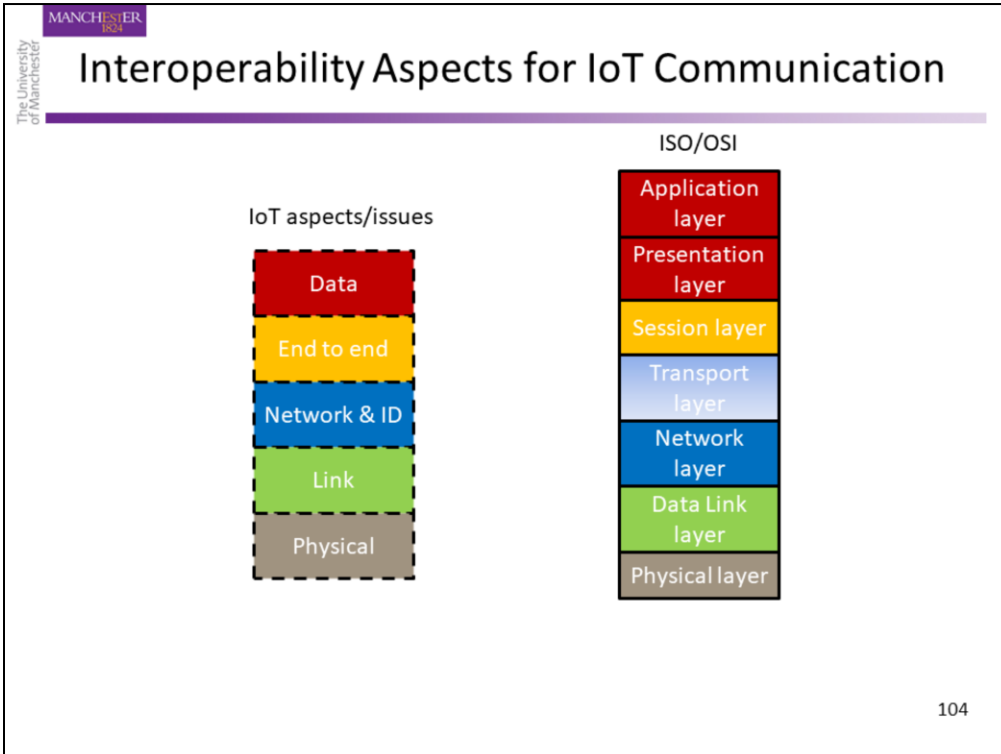 MANCHESTER
1824
The University
of Manchester
Interoperability Aspects for IoT Communication
IoT aspects/issues
Data
End to end
Network & ID
Link
Physical
ISO/OSI
Application
layer
Presentation
layer
Session layer
Transport
layer
Network
layer
Data Link
layer
Physical layer
104